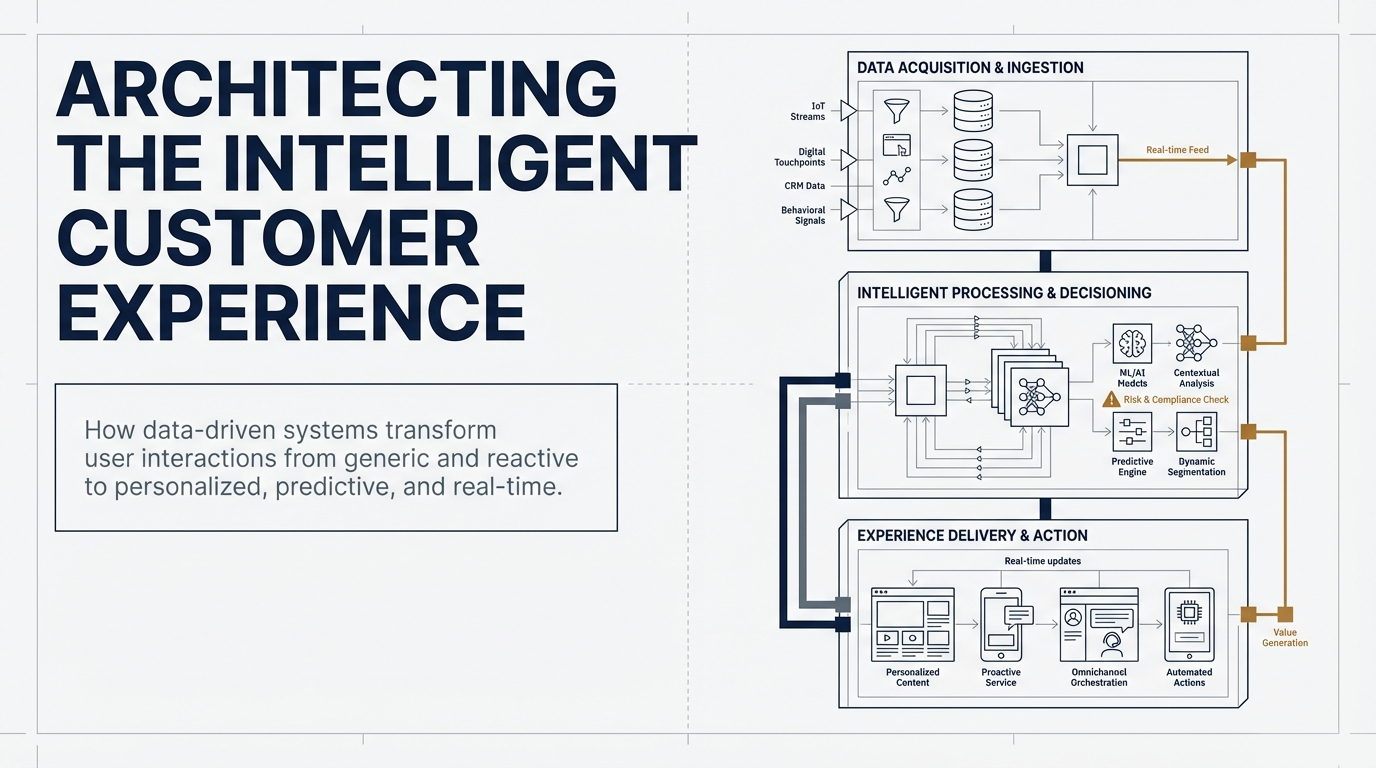 ARCHITECTING
THE INTELLIGENT
CUSTOMER
EXPERIENCE
How data-driven systems transform
user interactions from generic and reactive
to personalized, predictive, and real-time.
DATA ACQUISITION & INGESTION
IoT
Streams
Digital
Touchpoints
CRM Data
Behavioral
Signals
Real-time Feed
INTELLIGENT PROCESSING & DECISIONING
ML/AI
Medcts
Centextual
Analysis
Risk & Compliance Check
Predictive
Engine
Dynamic
Segmentation
EXPERIENCE DELIVERY & ACTION
Real-time updates
Personalized
Content
Proactive
Service
Omnichanocl
Grchestration
Automated
Actions
Value
Generation